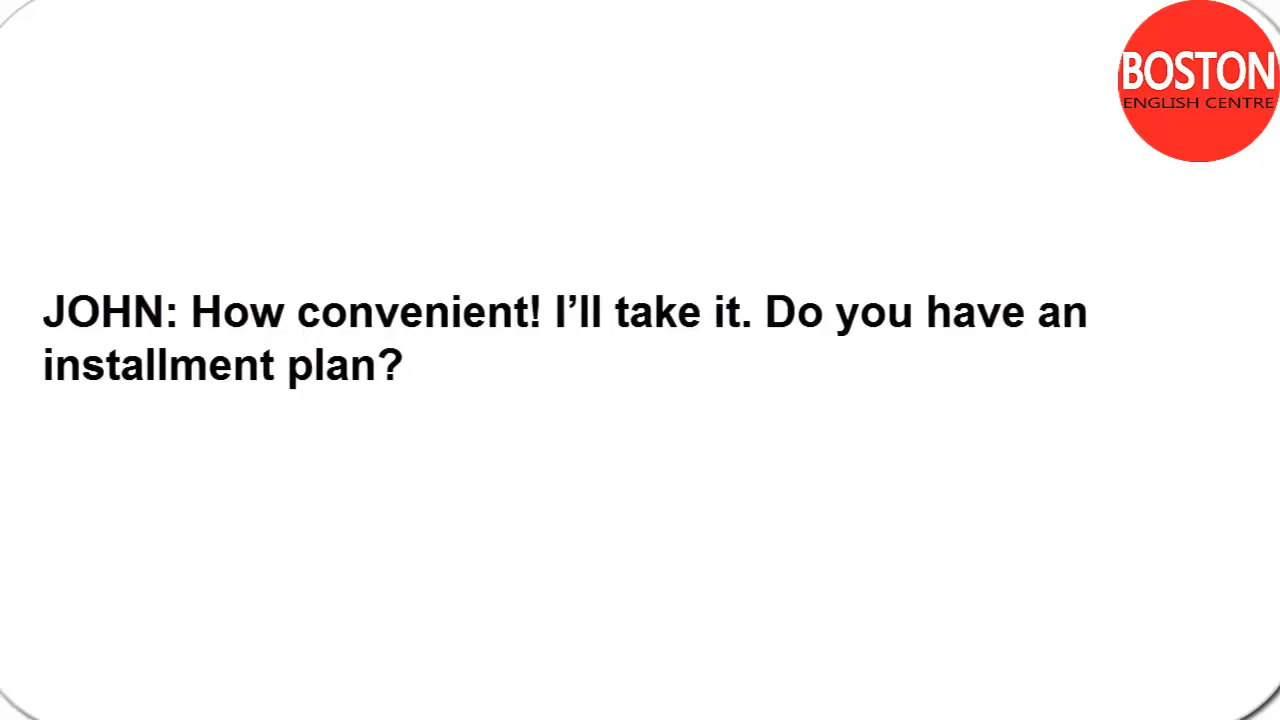 BOSTON
ENGLISH CENTRE
JOHN: How convenient! I’ll take it. Do you have an
installment plan?